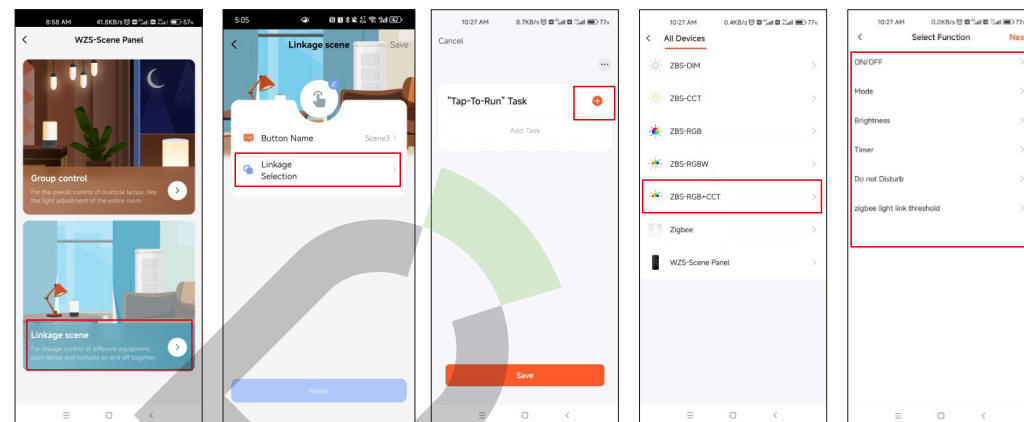 8:58 AM 41.8KB/s 57%
WZS-Scene Panel
Group control
For the overall control of multiple lamps, like
the light adjustment of the entire room
Linkage scene
For linkage control of different equipment,
such lamps and curtains on and off together
5:05 62
Linkage scene Save
Button Name Scene3
Linkage
Selection
Reset
10:27 AM 8.7KB/s 77%
Cancel
"Tap-To-Run" Task
Add Task
Save
10:27 AM 0.4KB/s 77%
All Devices
ZBS-DIM
ZBS-CCT
ZBS-RGB
ZBS-RGBW
ZBS-RGB+CCT
Zigbee
WZS-Scene Panel
10:27 AM 0.0KB/s 77%
Select Function Nex
ON/OFF
Mode
Brightness
Timer
Do not Disturb
zigbee light link threshold